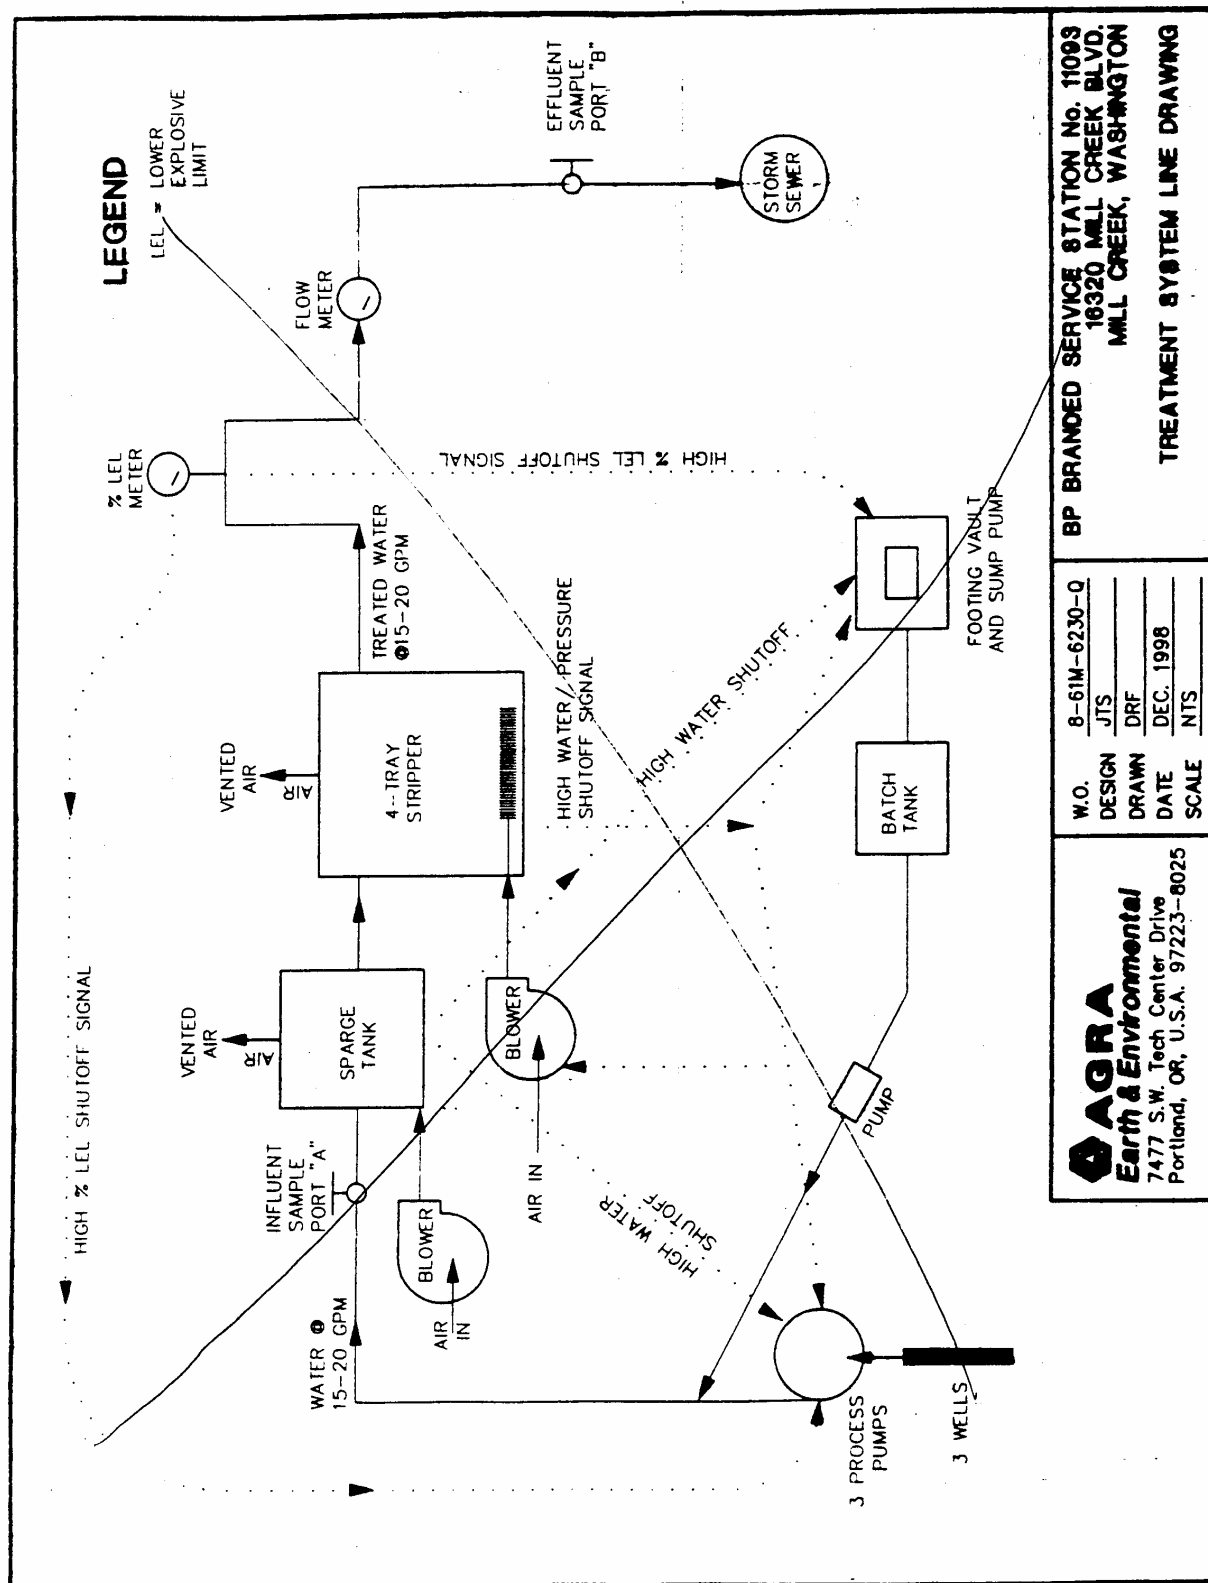 LEGEND
LEL = LOWER
EXPLOSIVE
LIMIT
% LEL
METER
FLOW
METER
EFFLUENT
SAMPLE
PORT "B"
STORM
SEWER
HIGH % LEL SHUTOFF SIGNAL
HIGH % LEL SHUTOFF SIGNAL
VENTED
AIR
AIR
VENTED
AIR
AIR
TREATED WATER
@15-20 GPM
4-TRAY
STRIPPER
SPARGE
TANK
INFLUENT
SAMPLE
PORT "A"
WATER @
15-20 GPM
BLOWER
AIR
IN
BLOWER
AIR IN
HIGH WATER/PRESSURE
SHUTOFF SIGNAL
HIGH WATER SHUTOFF
HIGH WATER
SHUTOFF
FOOTING VAULT
AND SUMP PUMP
BATCH
TANK
PUMP
3 PROCESS
PUMPS
3 WELLS
AGRA
Earth & Environmental
7477 S.W. Tech Center Drive
Portland, OR, U.S.A. 97223-8025
W.O. 8-61M-6230-Q
DESIGN JTS
DRAWN DRF
DATE DEC. 1998
SCALE NTS
BP BRANDED SERVICE STATION No. 11093
16320 MILL CREEK BLVD.
MILL CREEK, WASHINGTON
TREATMENT SYSTEM LINE DRAWING